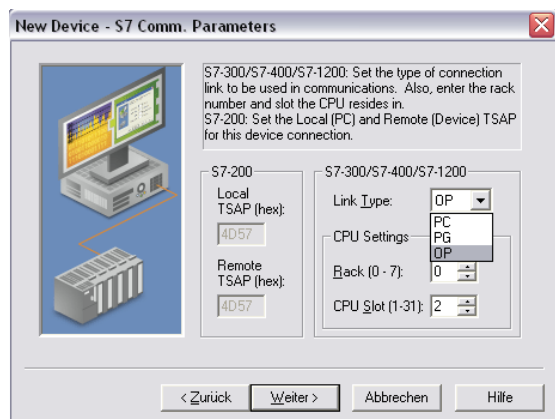 New Device - S7 Comm. Parameters
S7-300/S7-400/S7-1200: Set the type of connection
link to be used in communications. Also, enter the rack
number and slot the CPU resides in.
S7-200: Set the Local (PC) and Remote (Device) TSAP
for this device connection.
S7-200
Local
TSAP (hex):
4D57
Remote
TSAP (hex):
4D57
S7-300/S7-400/S7-1200
Link Type: OP
PC
PG
OP
CPU Settings
Rack (0 - 7): 0
CPU Slot (1-31): 2
< Zurück Weiter > Abbrechen Hilfe